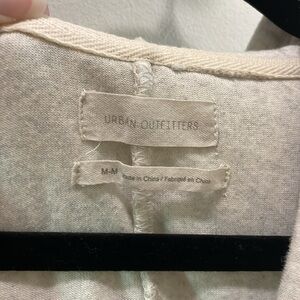 URBAN OUTFITTERS
M-M Made in China / Fabriqué en Chine